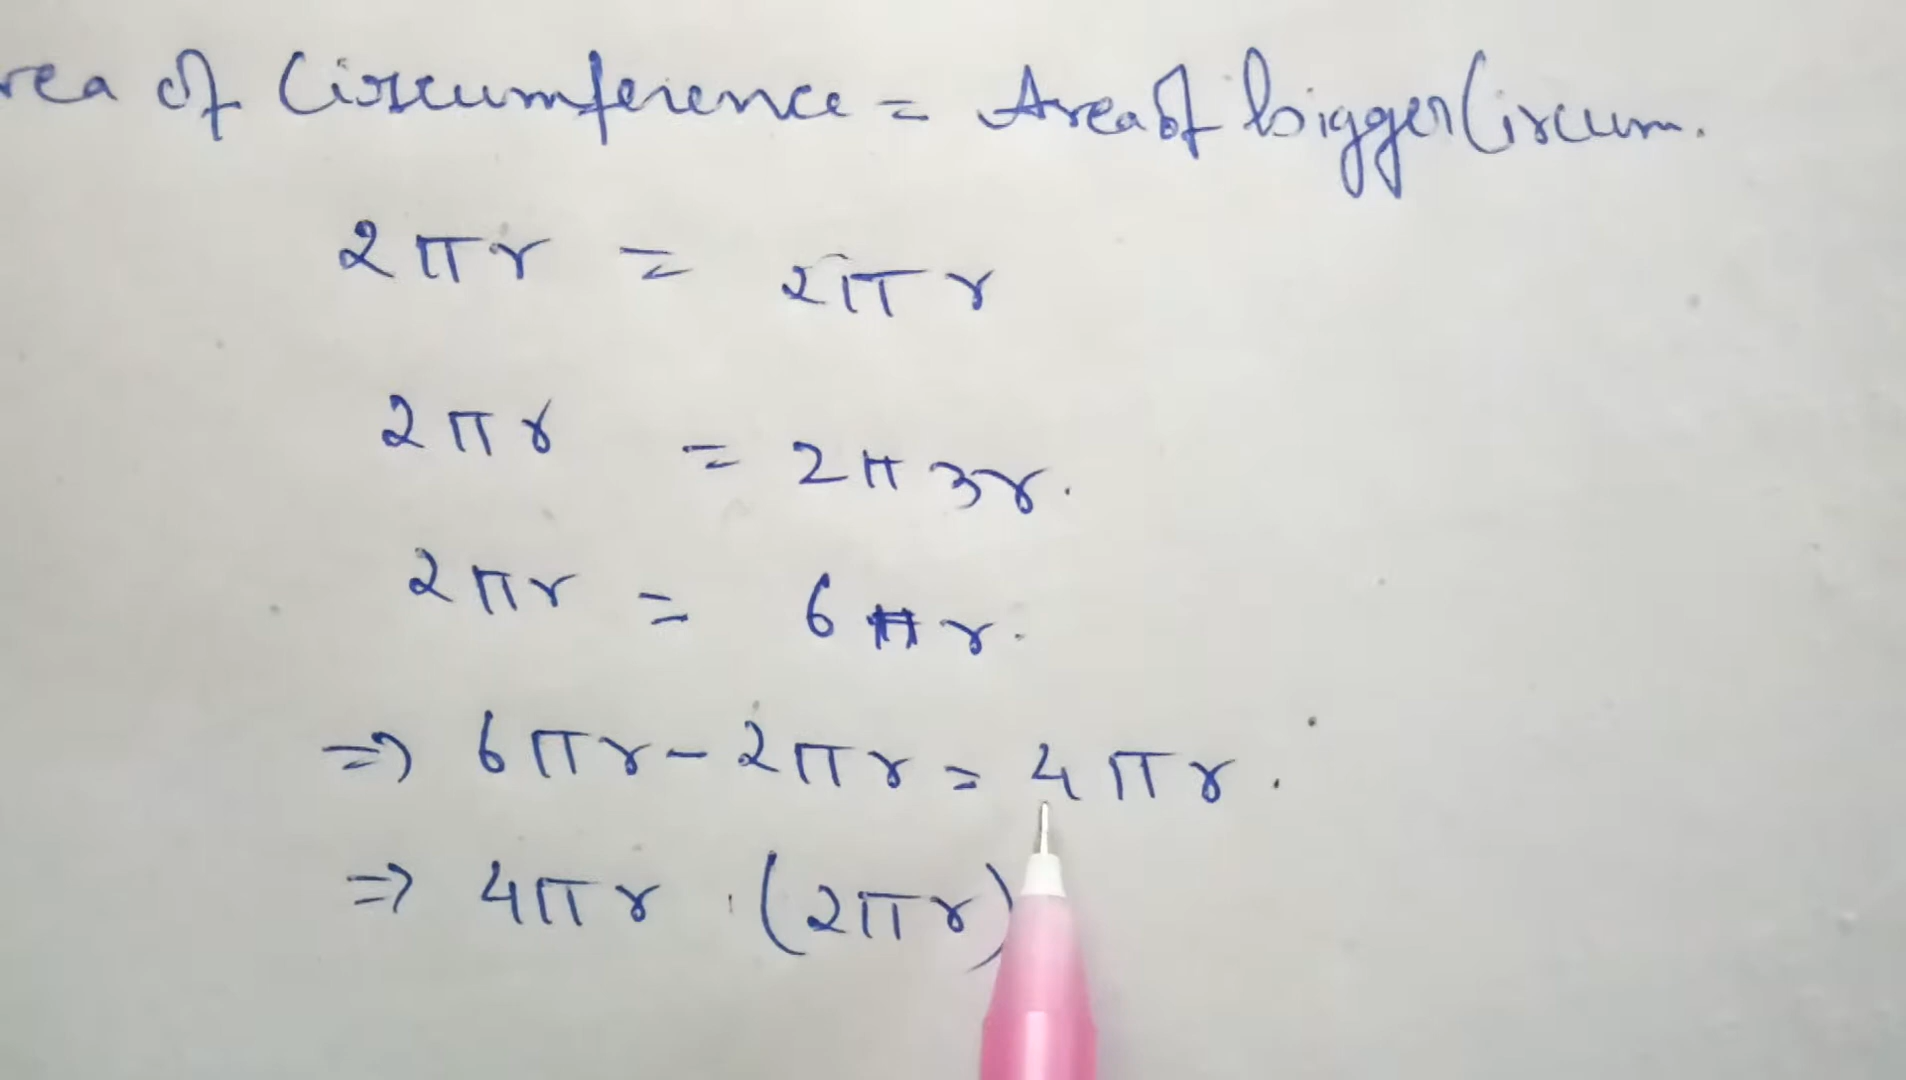 rea of Circumference = Area of bigger Circum.
2πr = 2πr
2πr = 2π3r.
2πr = 6πr.
⇒ 6πr - 2πr = 4πr.
⇒ 4πr . (2πr)